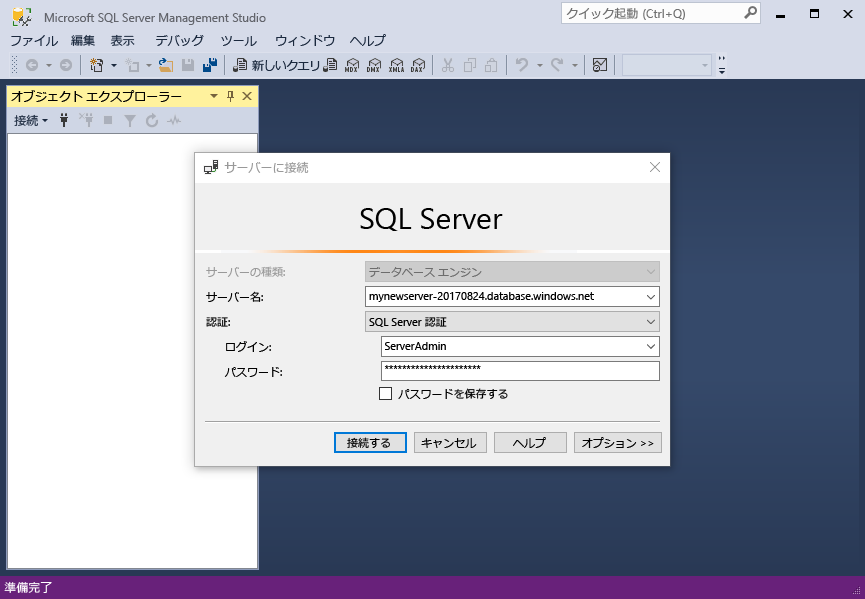 Microsoft SQL Server Management Studio
クイック起動 (Ctrl+Q)
ファイル 編集 表示 デバッグ ツール ウィンドウ ヘルプ
新しいクエリ MDX DMX XMLA DAX
オブジェクト エクスプローラー
接続
サーバーに接続
SQL Server
サーバーの種類: データベース エンジン
サーバー名: mynewserver-20170824.database.windows.net
認証: SQL Server 認証
ログイン: ServerAdmin
パスワード: **********************
パスワードを保存する
接続する キャンセル ヘルプ オプション >>
準備完了